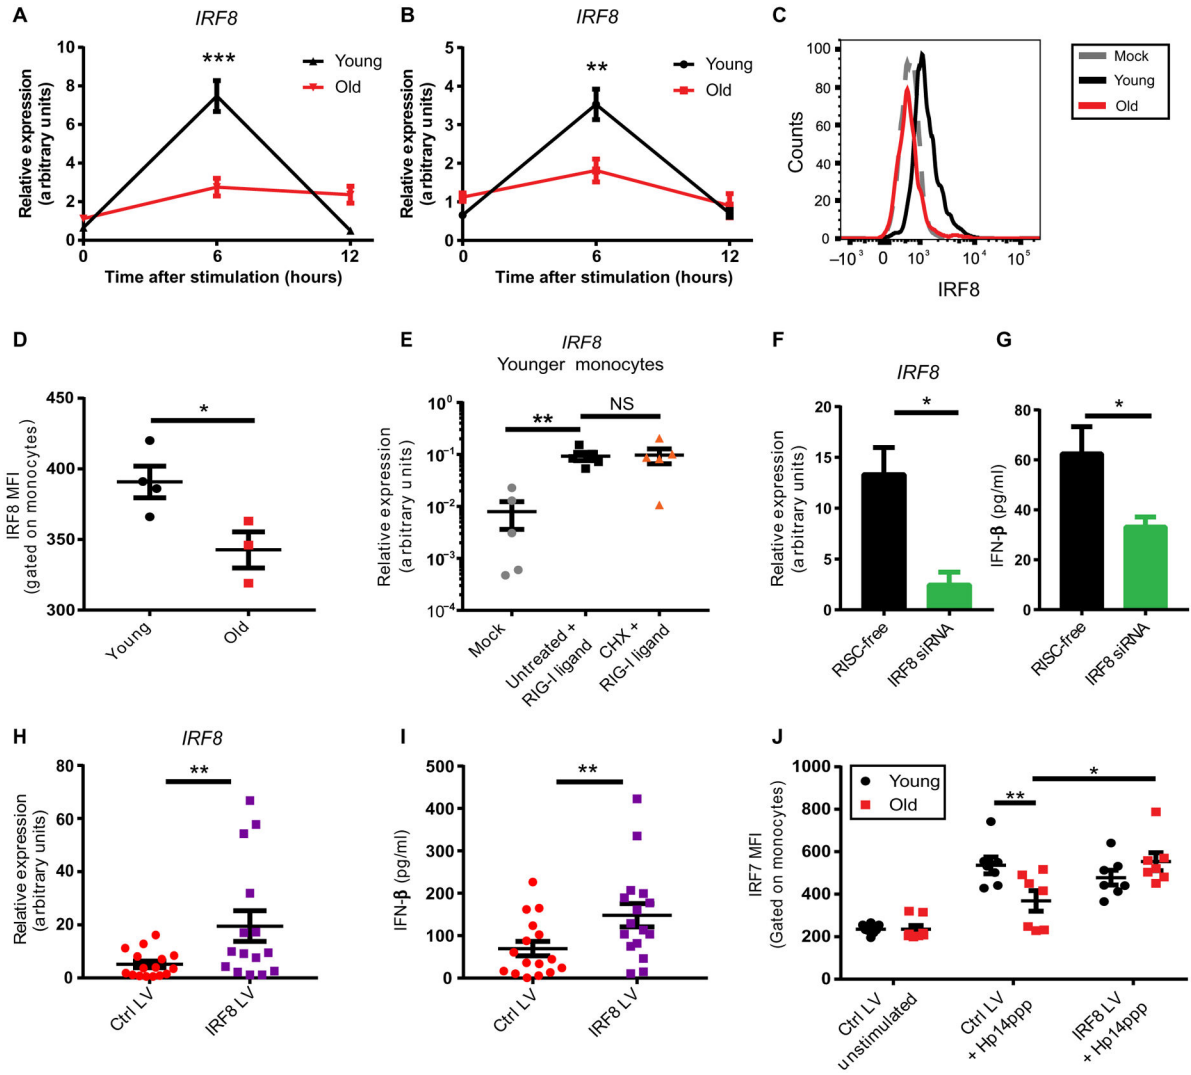 A
IRF8
***
Young
Old
Relative expression
(arbitrary units)
10
8
6
4
2
0
0
6
12
Time after stimulation (hours)
B
IRF8
**
Young
Old
Relative expression
(arbitrary units)
5
4
3
2
1
0
0
6
12
Time after stimulation (hours)
C
Mock
Young
Old
Counts
100
80
60
40
20
0
–10³
0
10³
10⁴
10⁵
IRF8
D
*
IRF8 MFI
(gated on monocytes)
450
400
350
300
Young
Old
E
IRF8
Younger monocytes
NS
**
Relative expression
(arbitrary units)
10⁰
10⁻¹
10⁻²
10⁻³
10⁻⁴
Mock
Untreated +
RIG-I ligand
CHX +
RIG-I ligand
F
IRF8
*
Relative expression
(arbitrary units)
20
15
10
5
0
RISC-free
IRF8 siRNA
G
*
IFN-β (pg/ml)
80
60
40
20
0
RISC-free
IRF8 siRNA
H
IRF8
**
Relative expression
(arbitrary units)
80
60
40
20
0
Ctrl LV
IRF8 LV
I
**
IFN-β (pg/ml)
500
400
300
200
100
0
Ctrl LV
IRF8 LV
J
Young
Old
*
**
IRF7 MFI
(Gated on monocytes)
1000
800
600
400
200
0
Ctrl LV
unstimulated
Ctrl LV
+ Hp14ppp
IRF8 LV
+ Hp14ppp